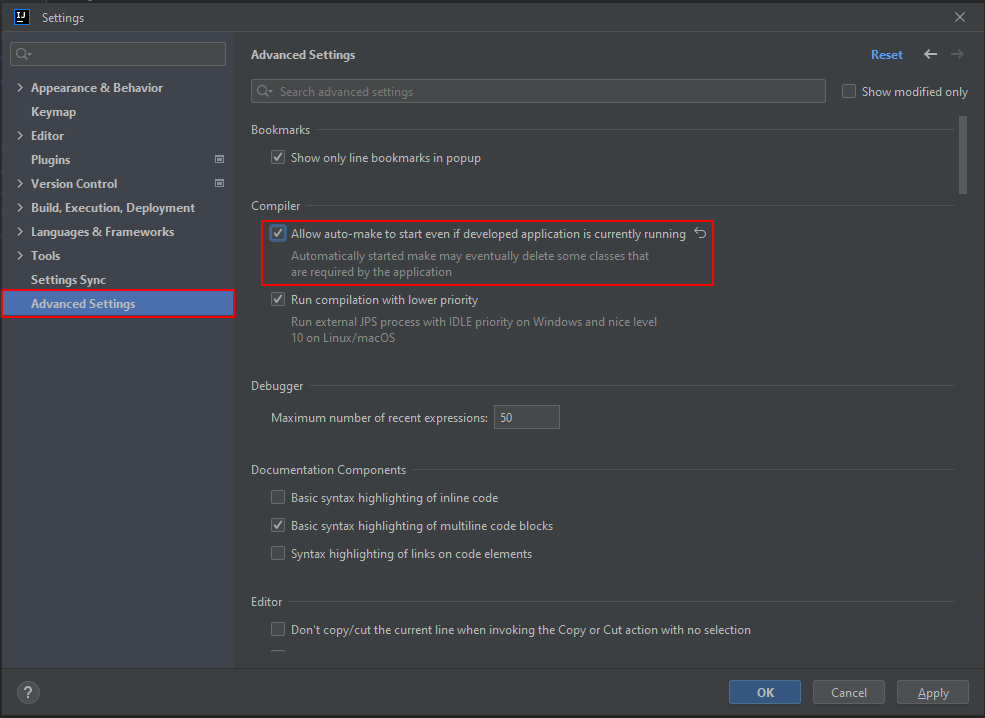 IJ
Settings
Appearance & Behavior
Keymap
Editor
Plugins
Version Control
Build, Execution, Deployment
Languages & Frameworks
Tools
Settings Sync
Advanced Settings
Advanced Settings
Reset
Search advanced settings
Show modified only
Bookmarks
Show only line bookmarks in popup
Compiler
Allow auto-make to start even if developed application is currently running
Automatically started make may eventually delete some classes that
are required by the application
Run compilation with lower priority
Run external JPS process with IDLE priority on Windows and nice level
10 on Linux/macOS
Debugger
Maximum number of recent expressions: 50
Documentation Components
Basic syntax highlighting of inline code
Basic syntax highlighting of multiline code blocks
Syntax highlighting of links on code elements
Editor
Don't copy/cut the current line when invoking the Copy or Cut action with no selection
?
OK
Cancel
Apply